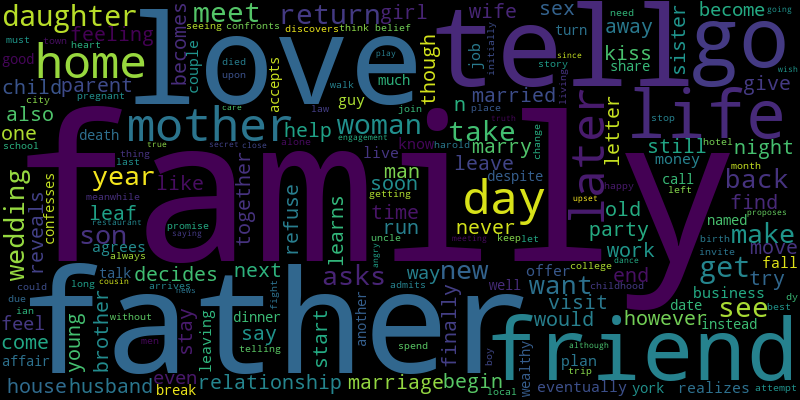 daughter
love
tell
go
meet
return
girl
wife
sex
away
become
need
going
must
town
heart
feeling
becomes
couple
seeing
confronts
discovers
think
belief
job
initially
turn
kiss
share
sister
wish
good
home
child
parent
died
upon
much
play
though
guy
accepts
story
living
since
give
city
pregnant
also
one
school
mother
death
care
walk
law
join
n
married
place
later
letter
life
stop
hotel
true
secret
close
help
woman
engagement
alone
know
harold
take
marry
truth
change
still
night
money
family
thing
last
live
man
soon
leave
despite
call
left
month
back
wedding
confesses
year
like
together
getting
day
happy
upset
find
named
proposes
meanwhile
restaurant
leaf
reveals
son
promise
saying
refuse
learns
time
run
never
old
party
birth
invite
make
move
agrees
always
uncle
angry
meeting
keep
let
work
father
talk
cousin
decides
arrives
news
next
asks
way
new
admits
well
offer
college
dance
childhood
end
get
try
fall
could
long
due
ian
fight
another
want
visit
date
business
dy
best
feel
young
brother
without
stay
leaving
dinner
start
finally
would
see
however
instead
come
men
say
telling
spend
boy
wealthy
friend
although
plan
trip
affair
house
husband
even
break
relationship
marriage
begin
local
eventually
york
realizes
attempt